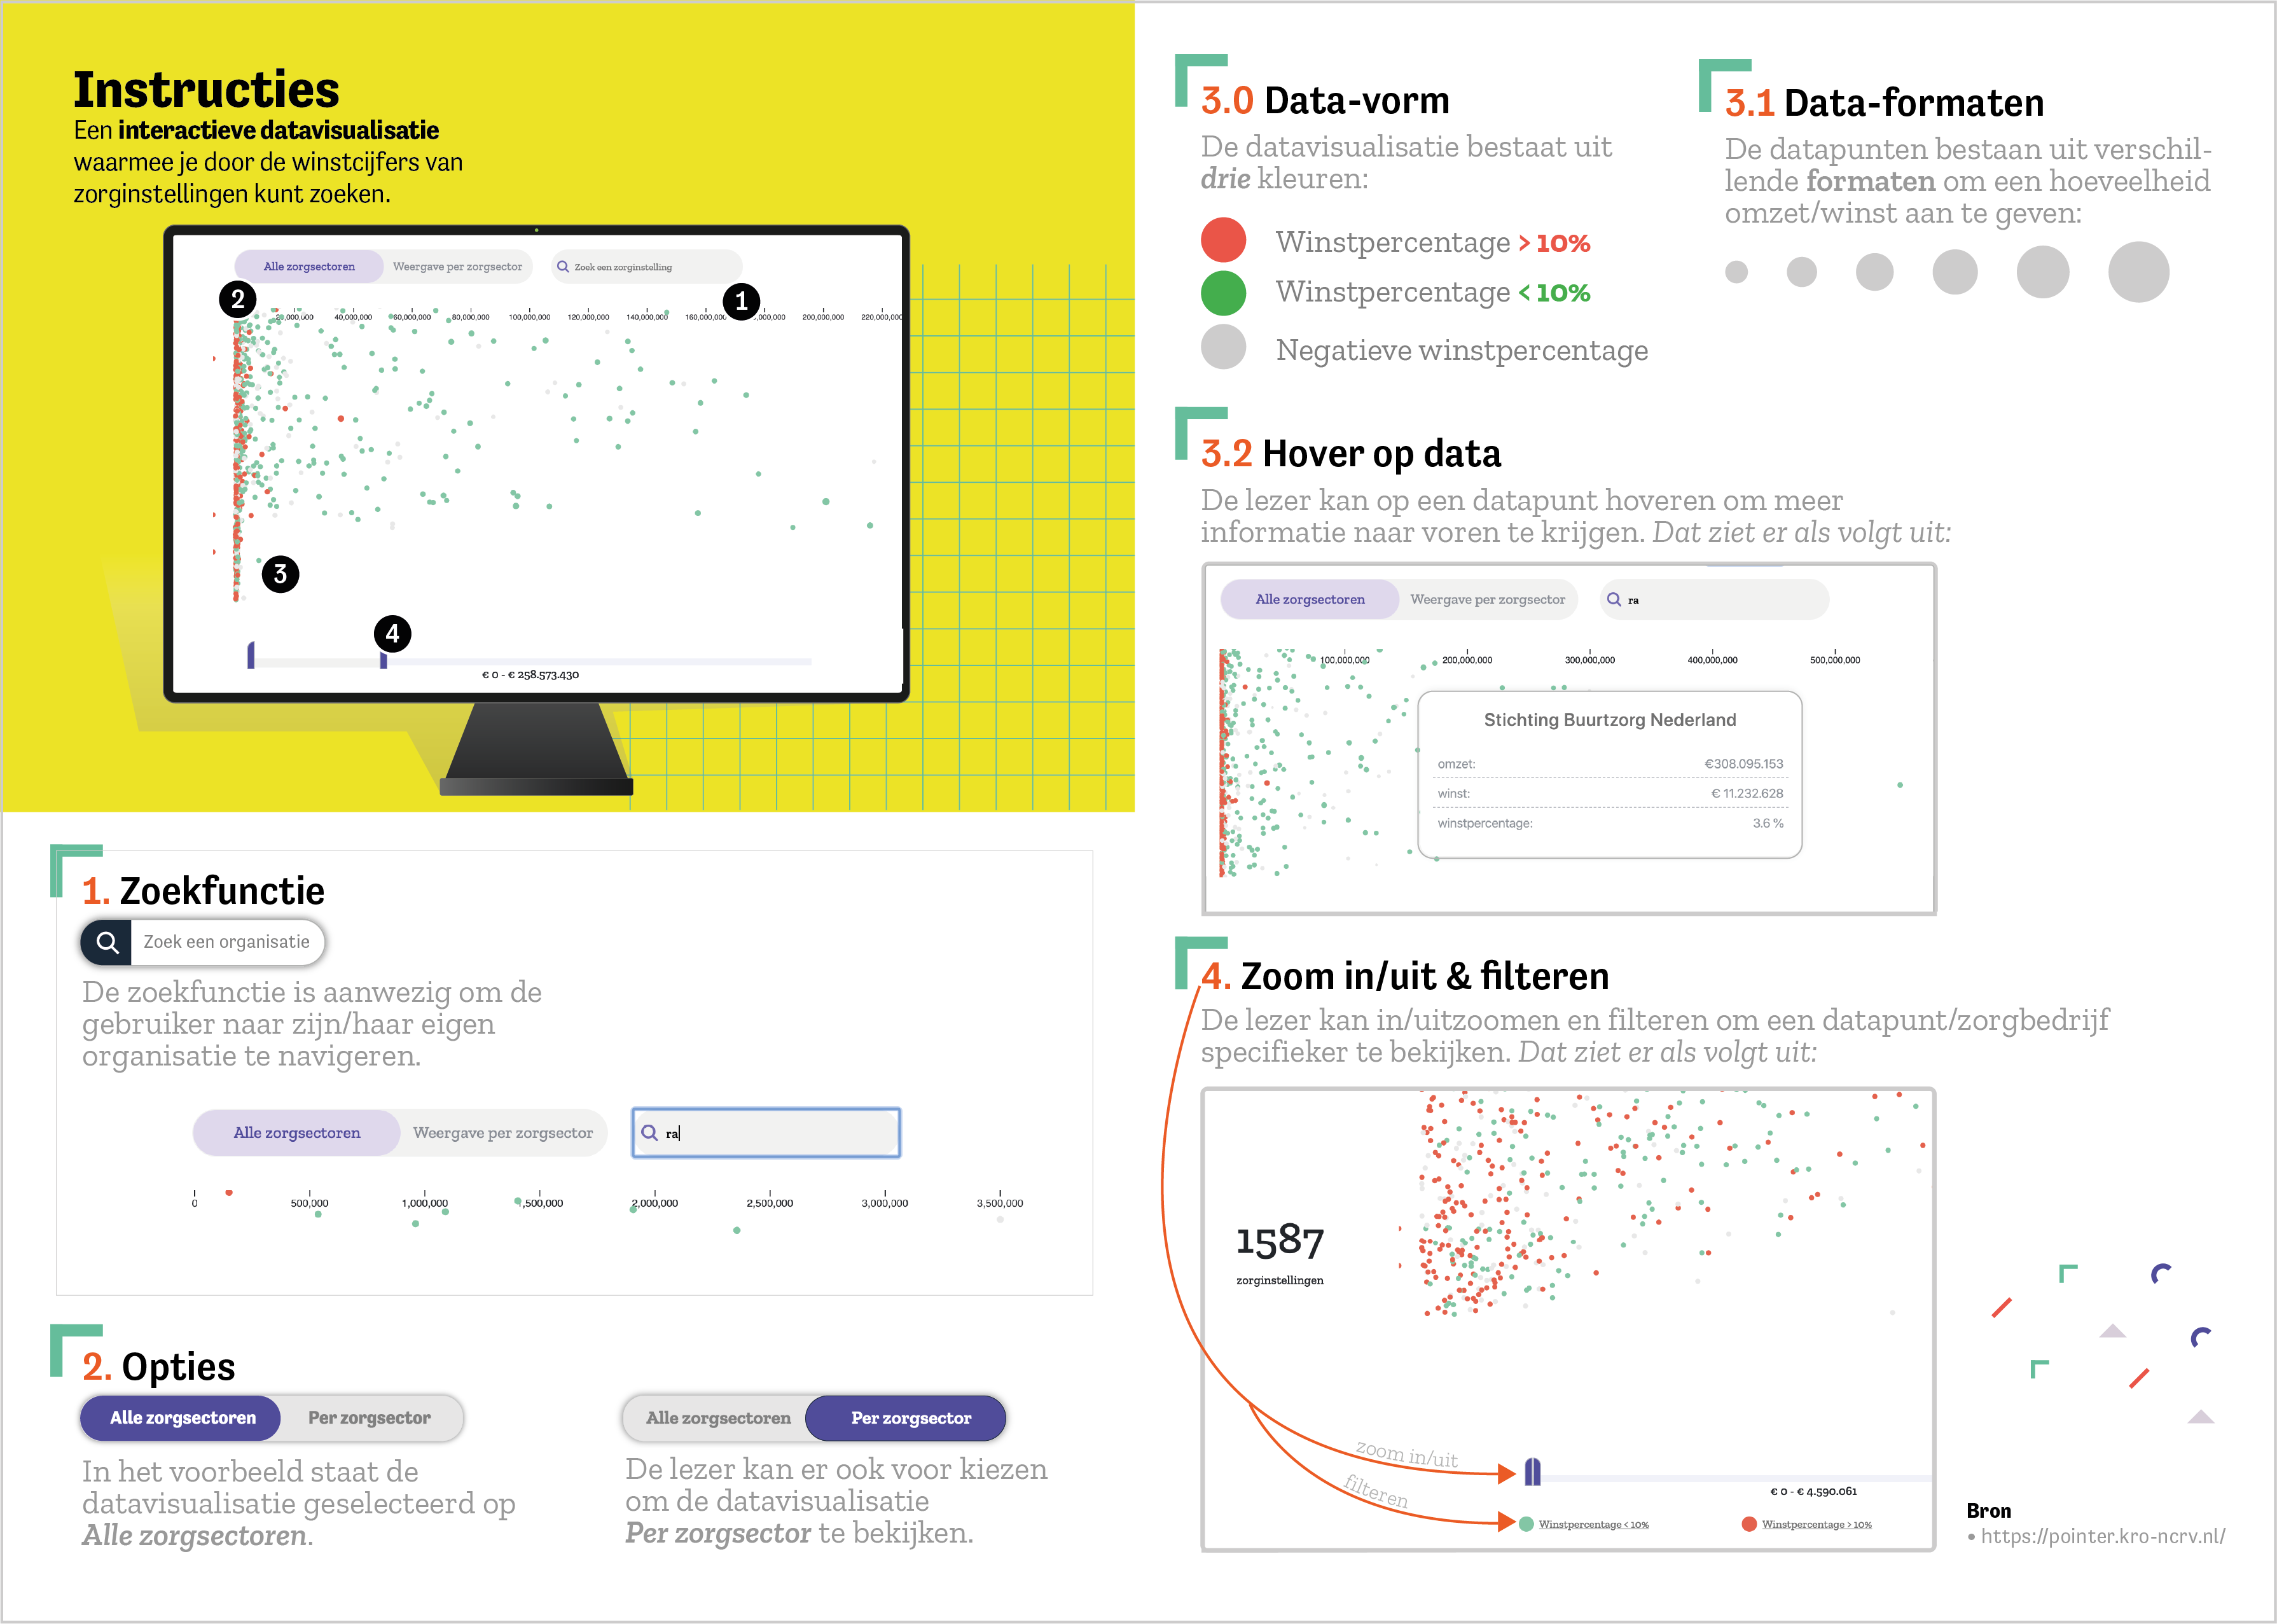 Instructies
Een interactieve datavisualisatie
waarmee je door de winstcijfers van
zorginstellingen kunt zoeken.
Alle zorgsectoren Weergave per zorgsector Zoek een zorginstelling
2 1
40,000,000 60,000,000 80,000,000 100,000,000 120,000,000 140,000,000 200,000,000
3
4
€ 0 - € 258.573.430
1. Zoekfunctie
Zoek een organisatie
De zoekfunctie is aanwezig om de
gebruiker naar zijn/haar eigen
organisatie te navigeren.
Alle zorgsectoren Weergave per zorgsector ra
0 500,000 1,000,000 1,500,000 2,000,000 2,500,000 3,000,000 3,500,000
2. Opties
Alle zorgsectoren Per zorgsector
In het voorbeeld staat de
datavisualisatie geselecteerd op
Alle zorgsectoren.
Alle zorgsectoren Per zorgsector
De lezer kan er ook voor kiezen
om de datavisualisatie
Per zorgsector te bekijken.
3.0 Data-vorm
De datavisualisatie bestaat uit
drie kleuren:
Winstpercentage > 10%
Winstpercentage < 10%
Negatieve winstpercentage
3.1 Data-formaten
De datapunten bestaan uit verschil-
lende formaten om een hoeveelheid
omzet/winst aan te geven:
3.2 Hover op data
De lezer kan op een datapunt hoveren om meer
informatie naar voren te krijgen. Dat ziet er als volgt uit:
Alle zorgsectoren Weergave per zorgsector ra
100,000,000 200,000,000 300,000,000 400,000,000 500,000,000
Stichting Buurtzorg Nederland
omzet: €308.095.153
winst: € 11.232.628
winstpercentage: 3.6 %
4. Zoom in/uit & filteren
De lezer kan in/uitzoomen en filteren om een datapunt/zorgbedrijf
specifieker te bekijken. Dat ziet er als volgt uit:
1587
zorginstellingen
zoom in/uit
filteren
€ 0 - € 4.590.061
Winstpercentage < 10% Winstpercentage > 10%
Bron
• https://pointer.kro-ncrv.nl/